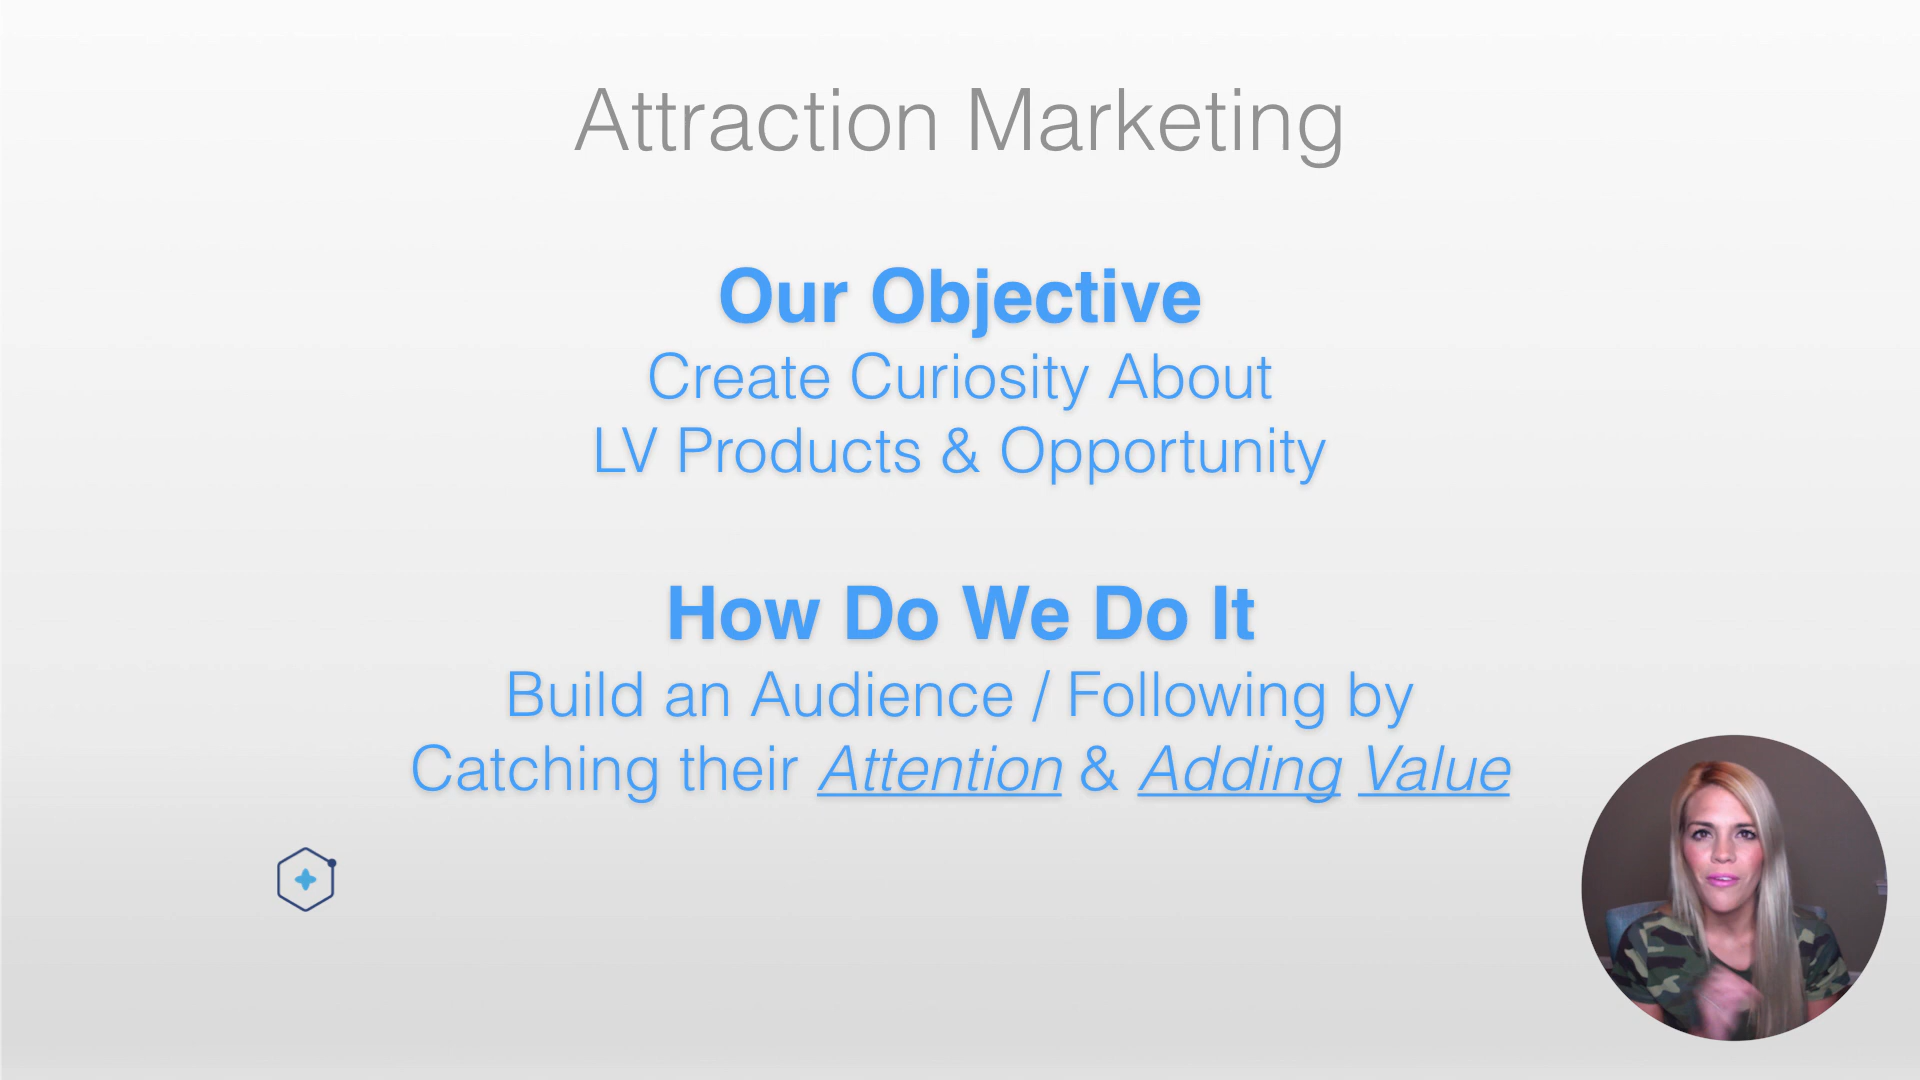 Attraction Marketing
Our Objective
Create Curiosity About
LV Products & Opportunity
How Do We Do It
Build an Audience / Following by
Catching their Attention & Adding Value